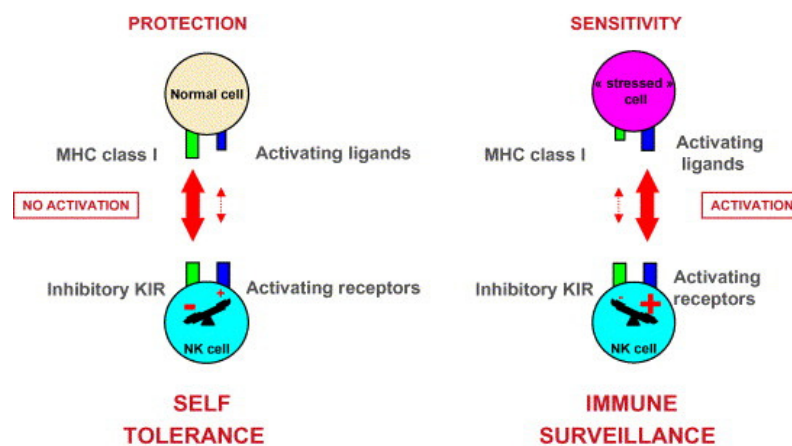 PROTECTION
Normal cell
MHC class I
Activating ligands
NO ACTIVATION
Inhibitory KIR
Activating receptors
- +
NK cell
SELF
TOLERANCE
SENSITIVITY
« stressed »
cell
MHC class I
Activating
ligands
ACTIVATION
Inhibitory KIR
Activating
receptors
- +
NK cell
IMMUNE
SURVEILLANCE